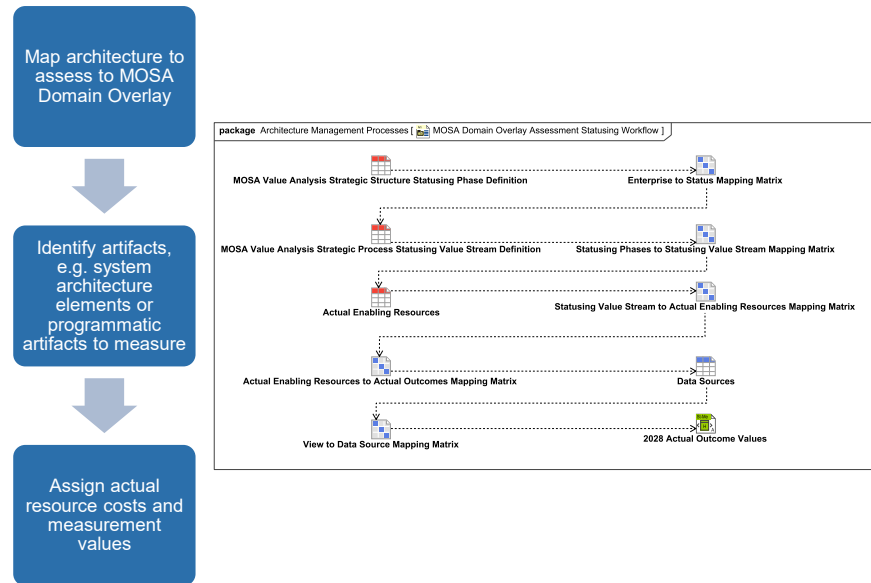 Map architecture to
assess to MOSA
Domain Overlay
Identify artifacts,
e.g. system
architecture
elements or
programmatic
artifacts to measure
Assign actual
resource costs and
measurement
values
package Architecture Management Processes [ MOSA Domain Overlay Assessment Statusing Workflow ]
MOSA Value Analysis Strategic Structure Statusing Phase Definition
Enterprise to Status Mapping Matrix
MOSA Value Analysis Strategic Process Statusing Value Stream Definition
Statusing Phases to Statusing Value Stream Mapping Matrix
Actual Enabling Resources
Statusing Value Stream to Actual Enabling Resources Mapping Matrix
Actual Enabling Resources to Actual Outcomes Mapping Matrix
Data Sources
View to Data Source Mapping Matrix
2028 Actual Outcome Values